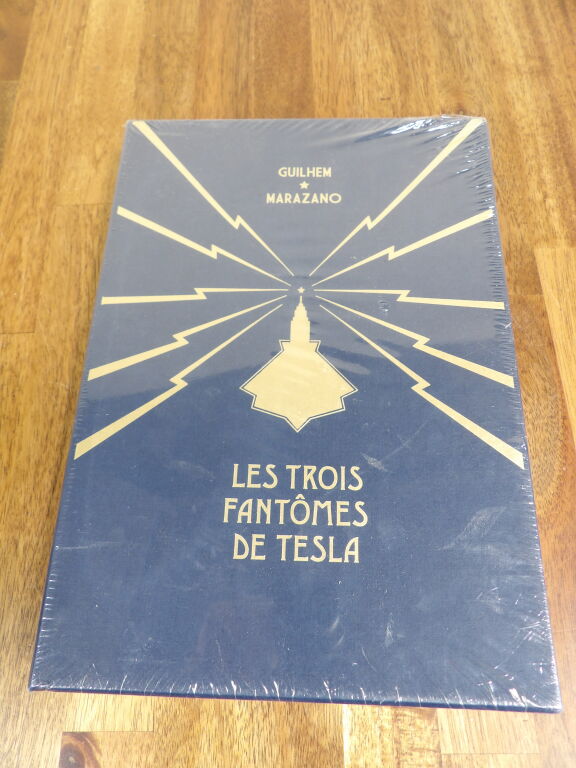 GUILHEM
★
MARAZANO
LES TROIS
FANTÔMES
DE TESLA